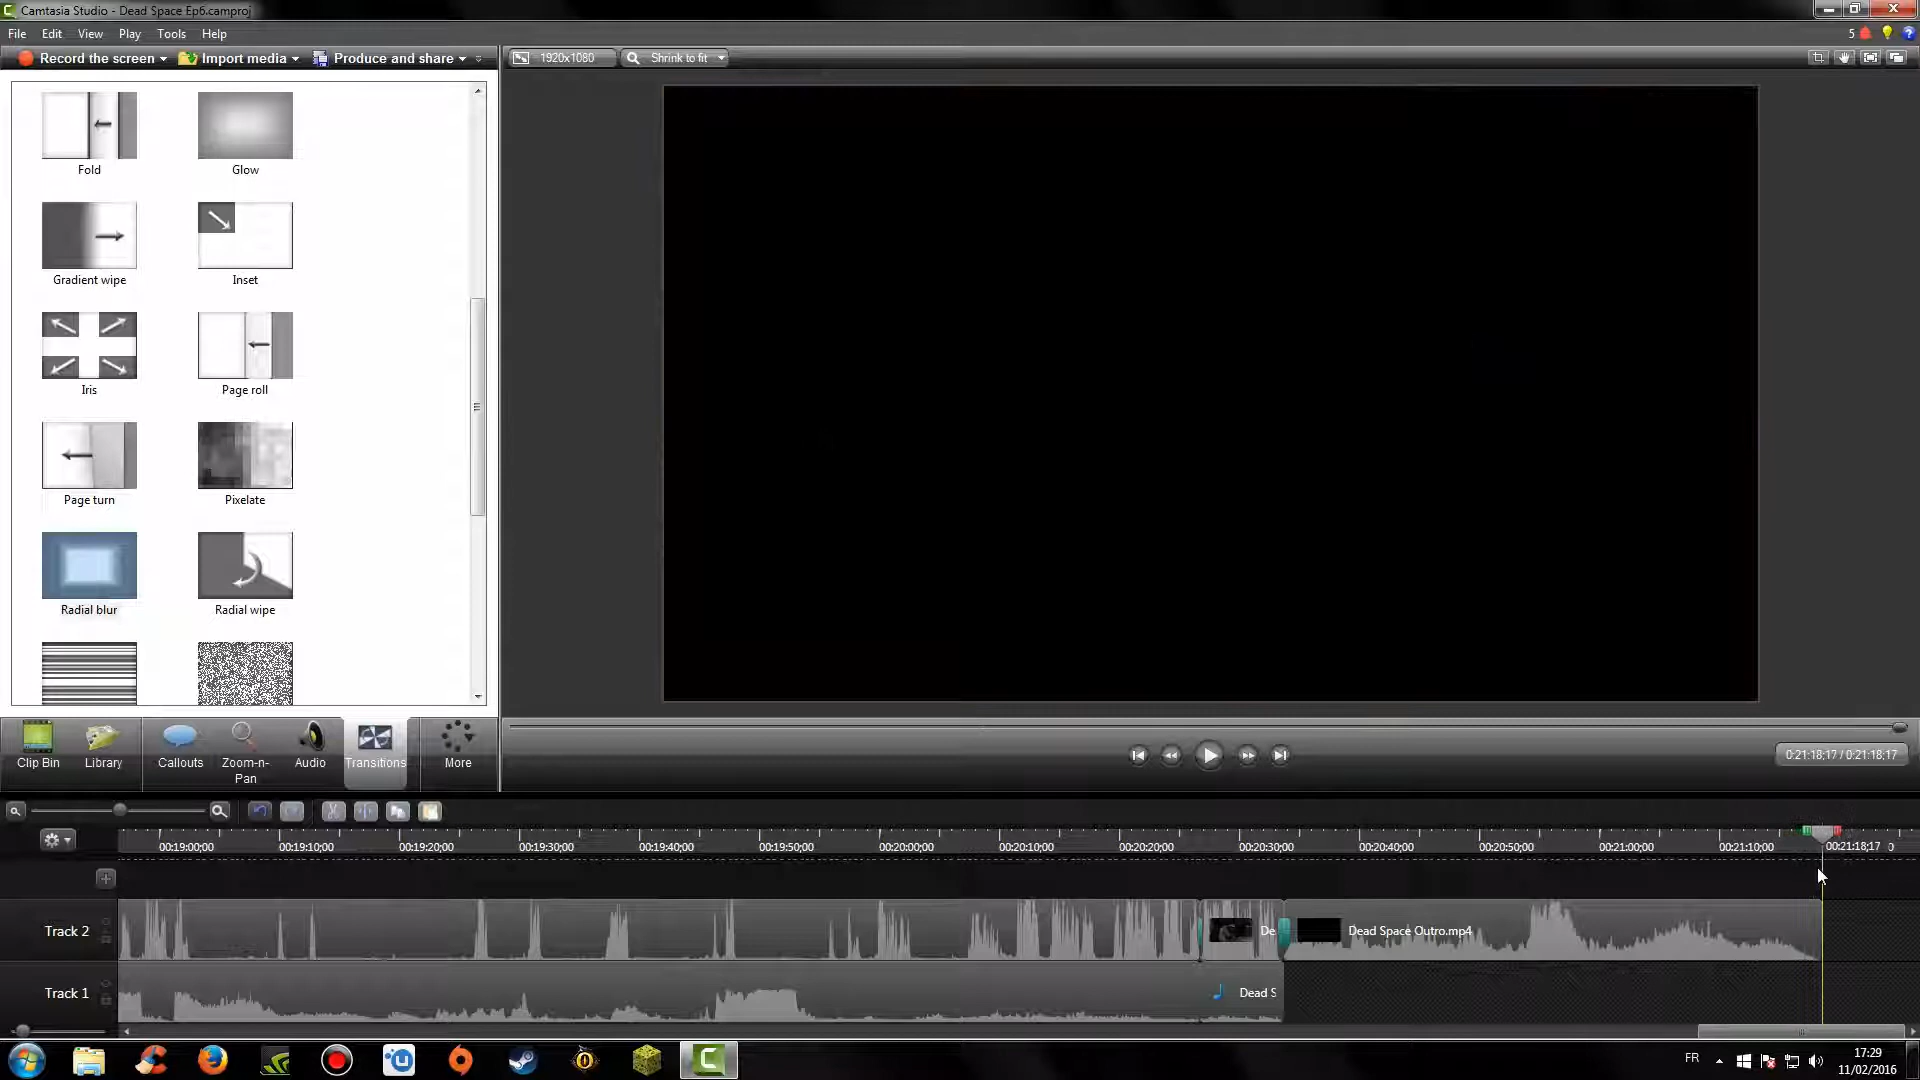 Camtasia Studio - Dead Space Ep6.camproj
File Edit View Play Tools Help
5
Record the screen Import media Produce and share
1920x1080 Shrink to fit
Fold Glow
Gradient wipe Inset
Iris Page roll
Page turn Pixelate
Radial blur Radial wipe
Clip Bin Library Callouts Zoom-n-Pan Audio Transitions More
0:21:18;17 / 0:21:18;17
00:19:00;00 00:19:10;00 00:19:20;00 00:19:30;00 00:19:40;00 00:19:50;00 00:20:00;00 00:20:10;00 00:20:20;00 00:20:30;00 00:20:40;00 00:20:50;00 00:21:00;00 00:21:10;00 00:21:18;17 0
Track 2 De Dead Space Outro.mp4
Track 1 Dead S
FR 17:29
11/02/2016